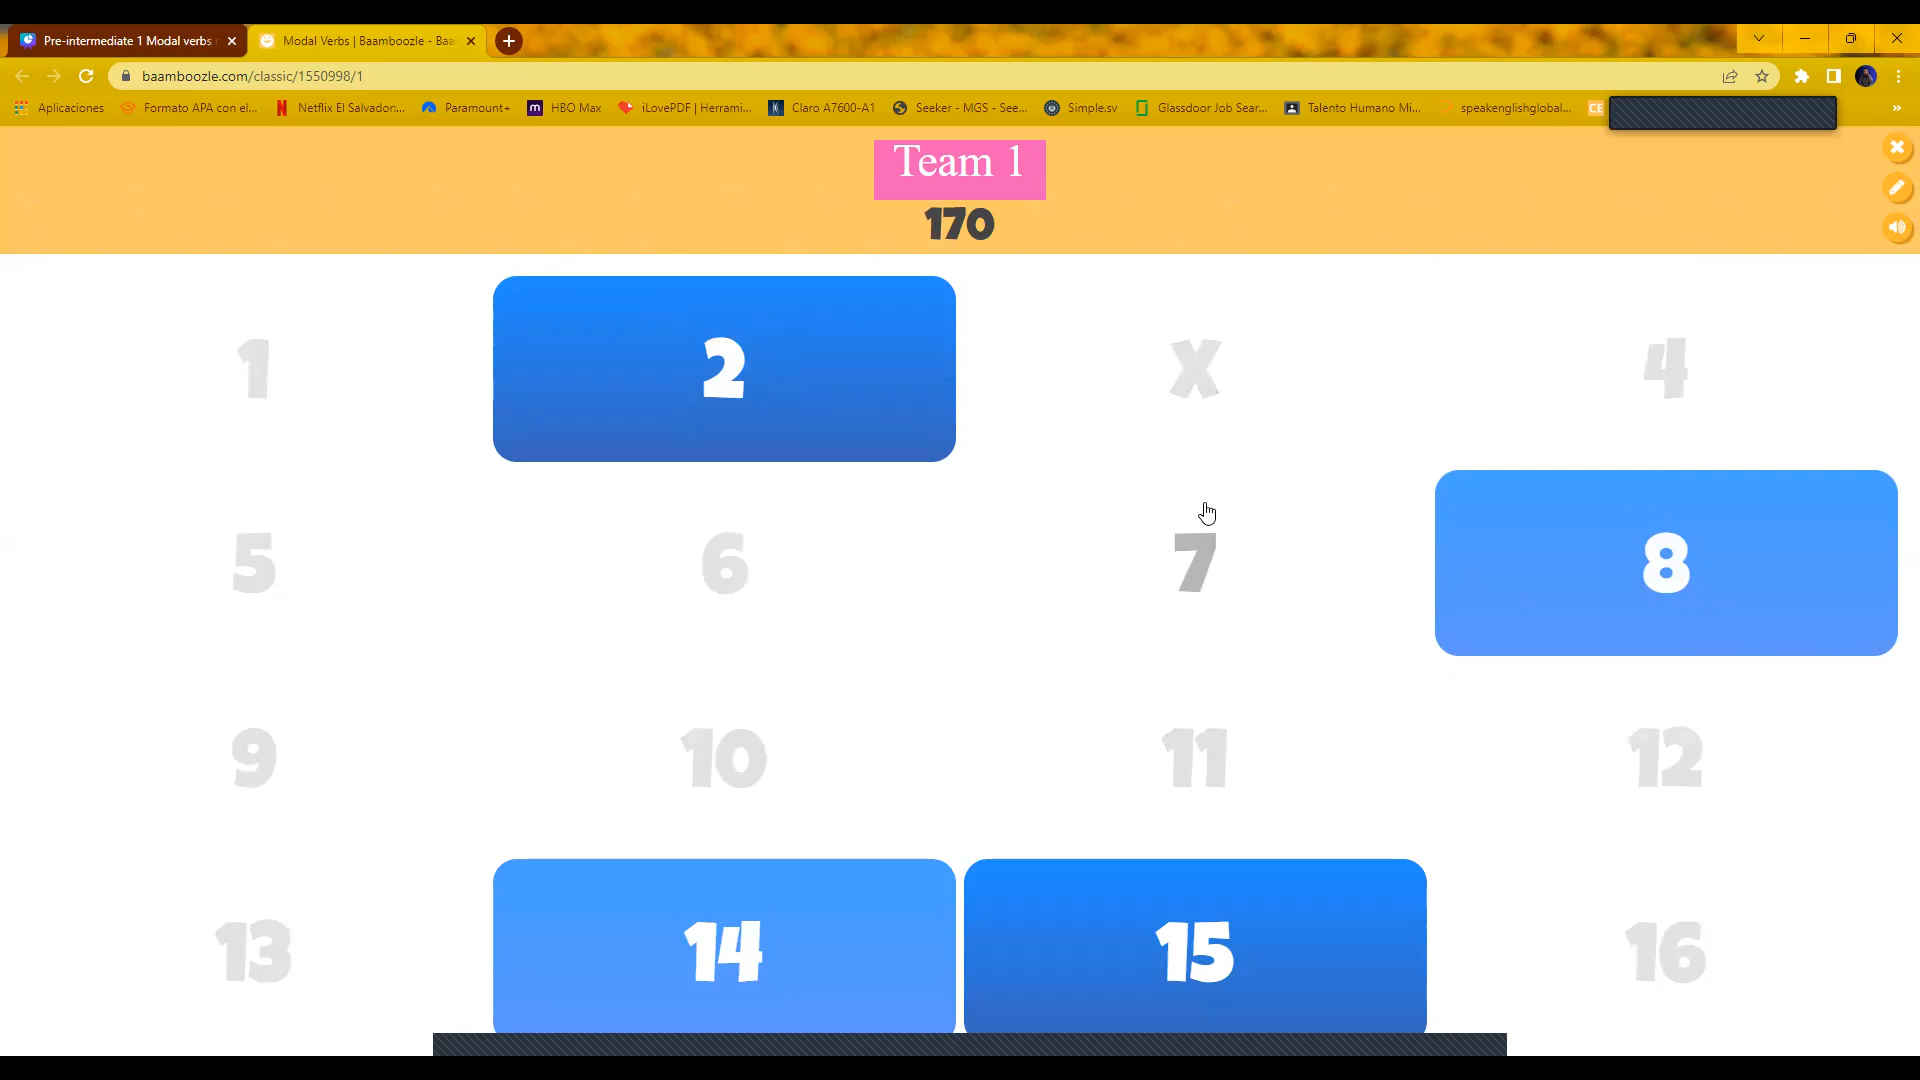 Pre-intermediate 1 Modal verbs
Modal Verbs | Baamboozle - Baa
baamboozle.com/classic/1550998/1
Aplicaciones Formato APA con el... Netflix El Salvador:... Paramount+ HBO Max iLovePDF | Herrami... Claro A7600-A1 Seeker - MGS - See... Simple.sv Glassdoor Job Sear... Talento Humano Mi... speakenglishglobal... CE »
Team 1
170
1 2 X 4
5 6 7 8
9 10 11 12
13 14 15 16